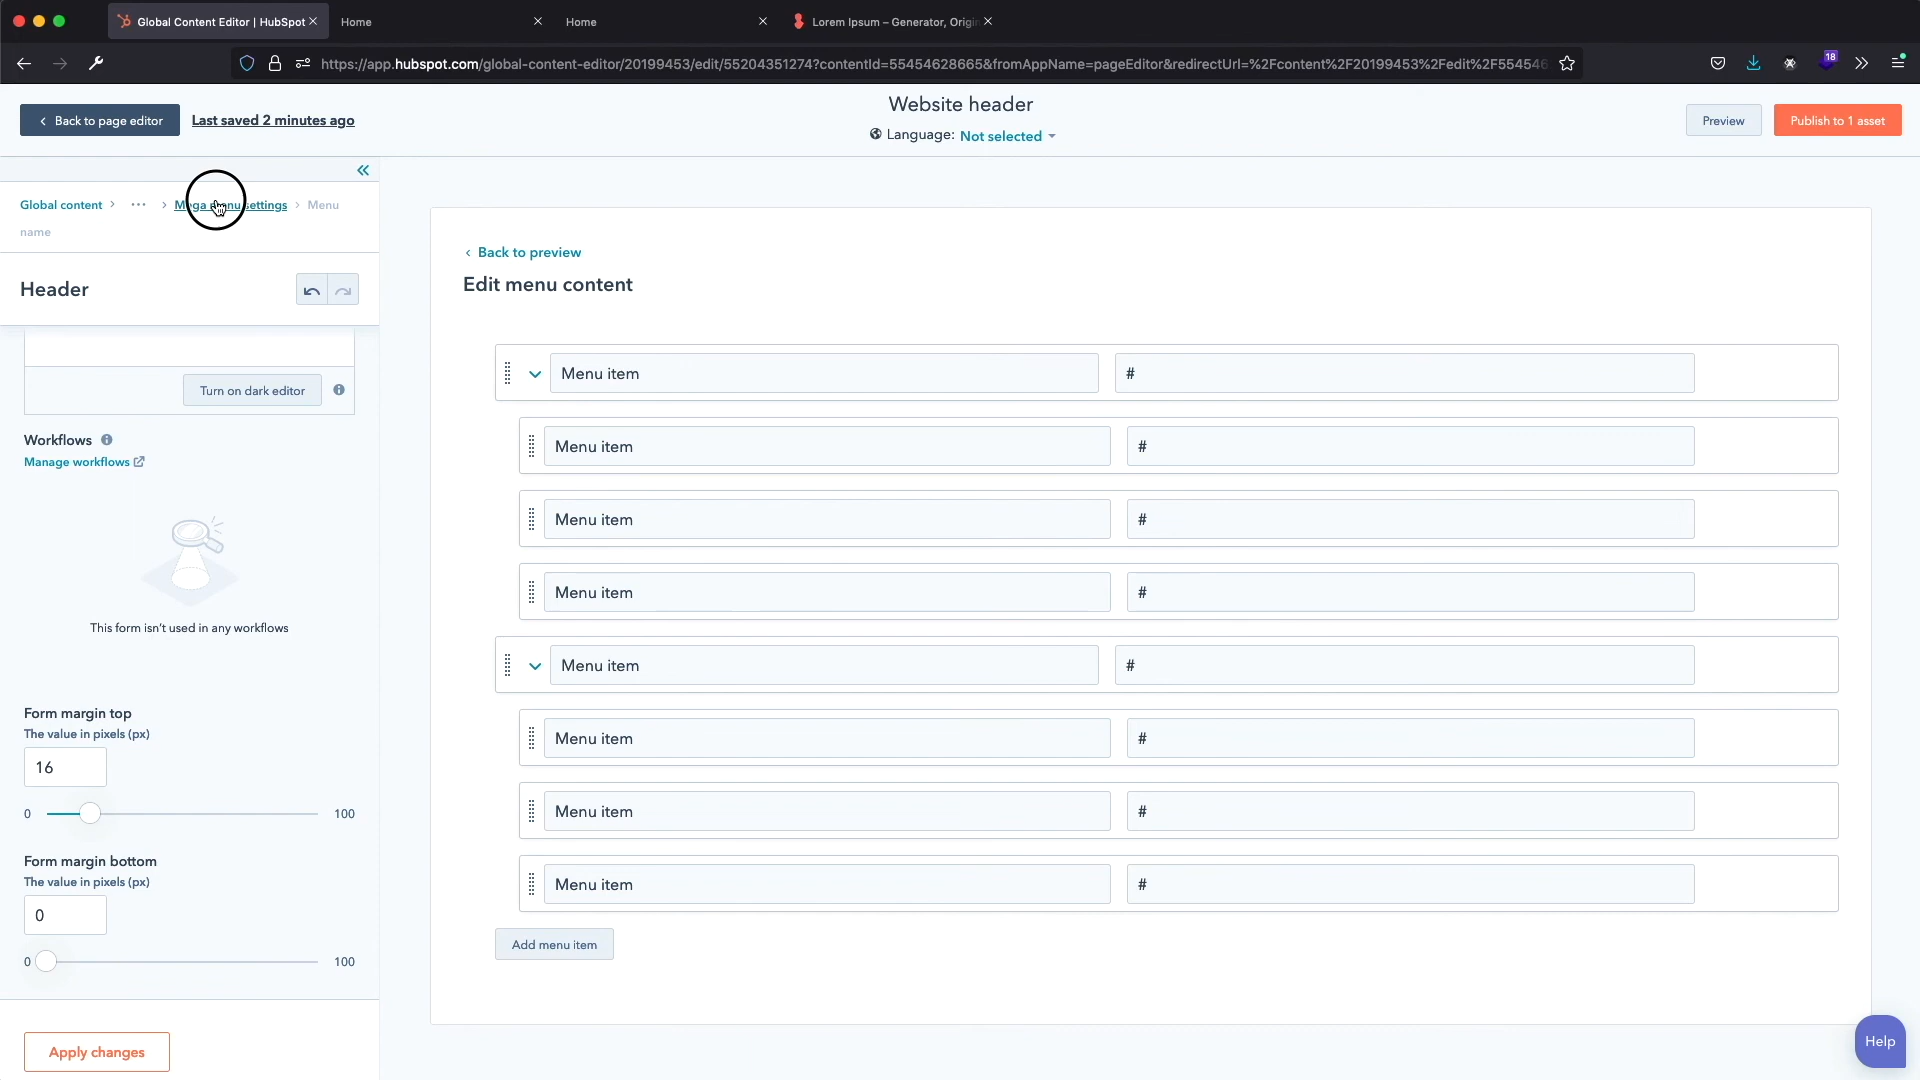 Global Content Editor | HubSpot
Home
Home
Lorem Ipsum – Generator, Origin
https://app.hubspot.com/global-content-editor/20199453/edit/55204351274?contentId=55454628665&fromAppName=pageEditor&redirectUrl=%2Fcontent%2F20199453%2Fedit%2F5554546
18
Back to page editor
Last saved 2 minutes ago
Website header
Language: Not selected
Preview
Publish to 1 asset
Global content > ··· > Mega menu settings > Menu
name
Header
Turn on dark editor
Workflows
Manage workflows
This form isn't used in any workflows
Form margin top
The value in pixels (px)
16
0 100
Form margin bottom
The value in pixels (px)
0
0 100
Apply changes
Back to preview
Edit menu content
Menu item #
Menu item #
Menu item #
Menu item #
Menu item #
Menu item #
Menu item #
Menu item #
Add menu item
Help